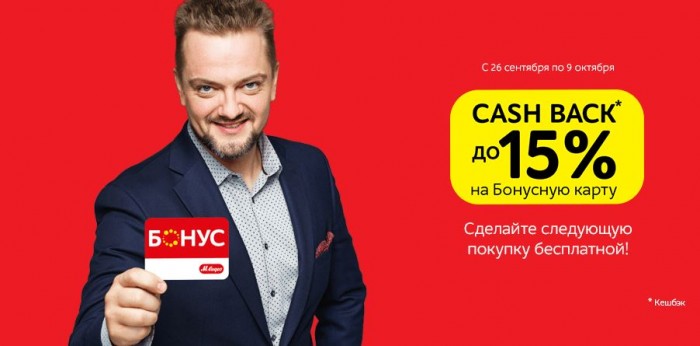 С 26 сентября по 9 октября
CASH BACK*
до 15%
на Бонусную карту
Сделайте следующую
покупку бесплатной!
* Кешбэк
БОНУС
М.Видео